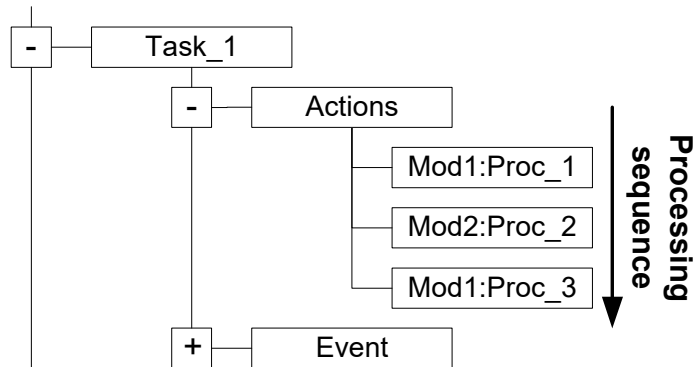 - Task_1
- Actions
Mod1:Proc_1
Mod2:Proc_2
Mod1:Proc_3
+ Event
Processing
sequence